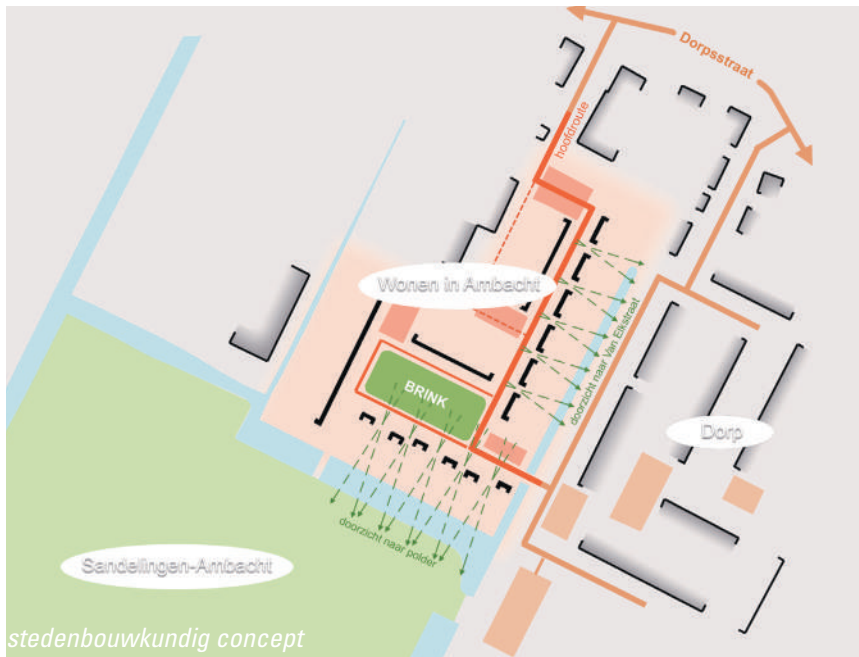 Dorpsstraat
hoofdroute
Wonen in Ambacht
doorzicht naar Van Elkstraat
BRINK
Dorp
doorzicht naar polder
Sandelingen-Ambacht
stedenbouwkundig concept